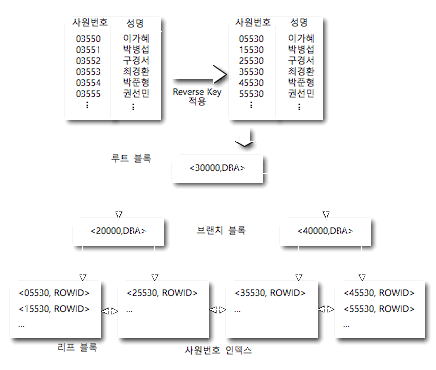 사원번호 성명
03550 이가혜
03551 박병섭
03552 구경서
03553 최경환
03554 박준형
03555 권선민
⋮ ⋮
Reverse Key
적용
사원번호 성명
05530 이가혜
15530 박병섭
25530 구경서
35530 최경환
45530 박준형
55530 권선민
⋮ ⋮
루트 블록
<30000,DBA>
<20000,DBA>
브랜치 블록
<40000,DBA>
<05530, ROWID>
<15530, ROWID>
...
<25530, ROWID>
...
<35530, ROWID>
...
<45530, ROWID>
<55530, ROWID>
...
리프 블록
사원번호 인덱스